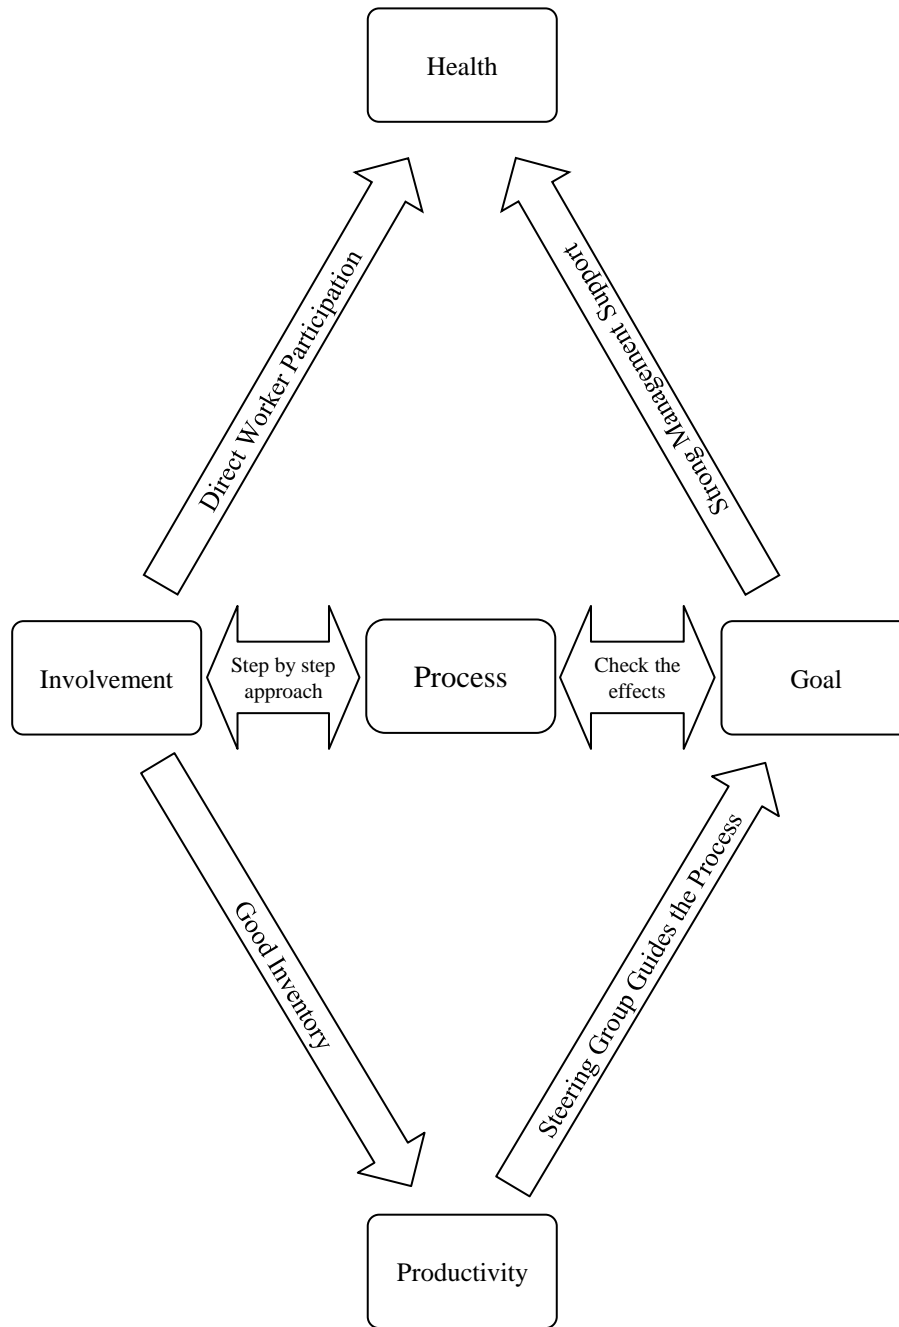 Health
Direct Worker Participation
Strong Management Support
Involvement
Step by step
approach
Process
Check the
effects
Goal
Good Inventory
Steering Group Guides the Process
Productivity